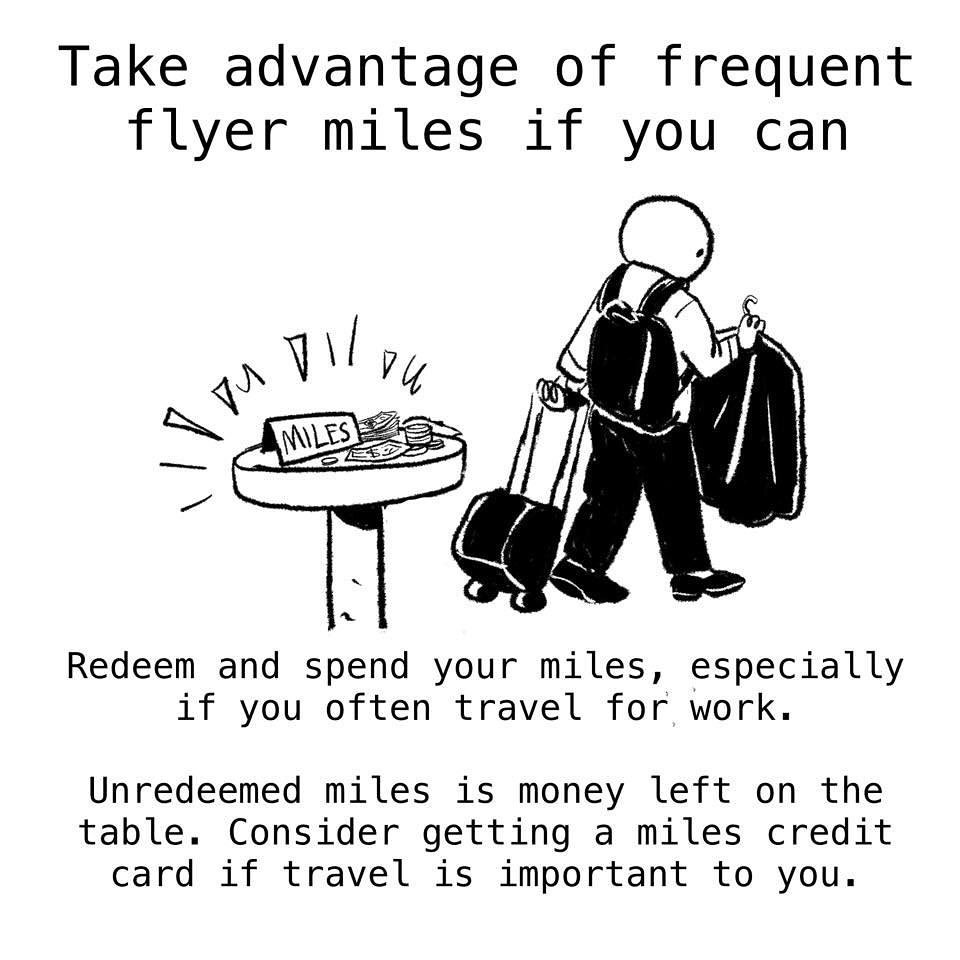 Take advantage of frequent
flyer miles if you can
MILES
Redeem and spend your miles, especially
if you often travel for work.
Unredeemed miles is money left on the
table. Consider getting a miles credit
card if travel is important to you.